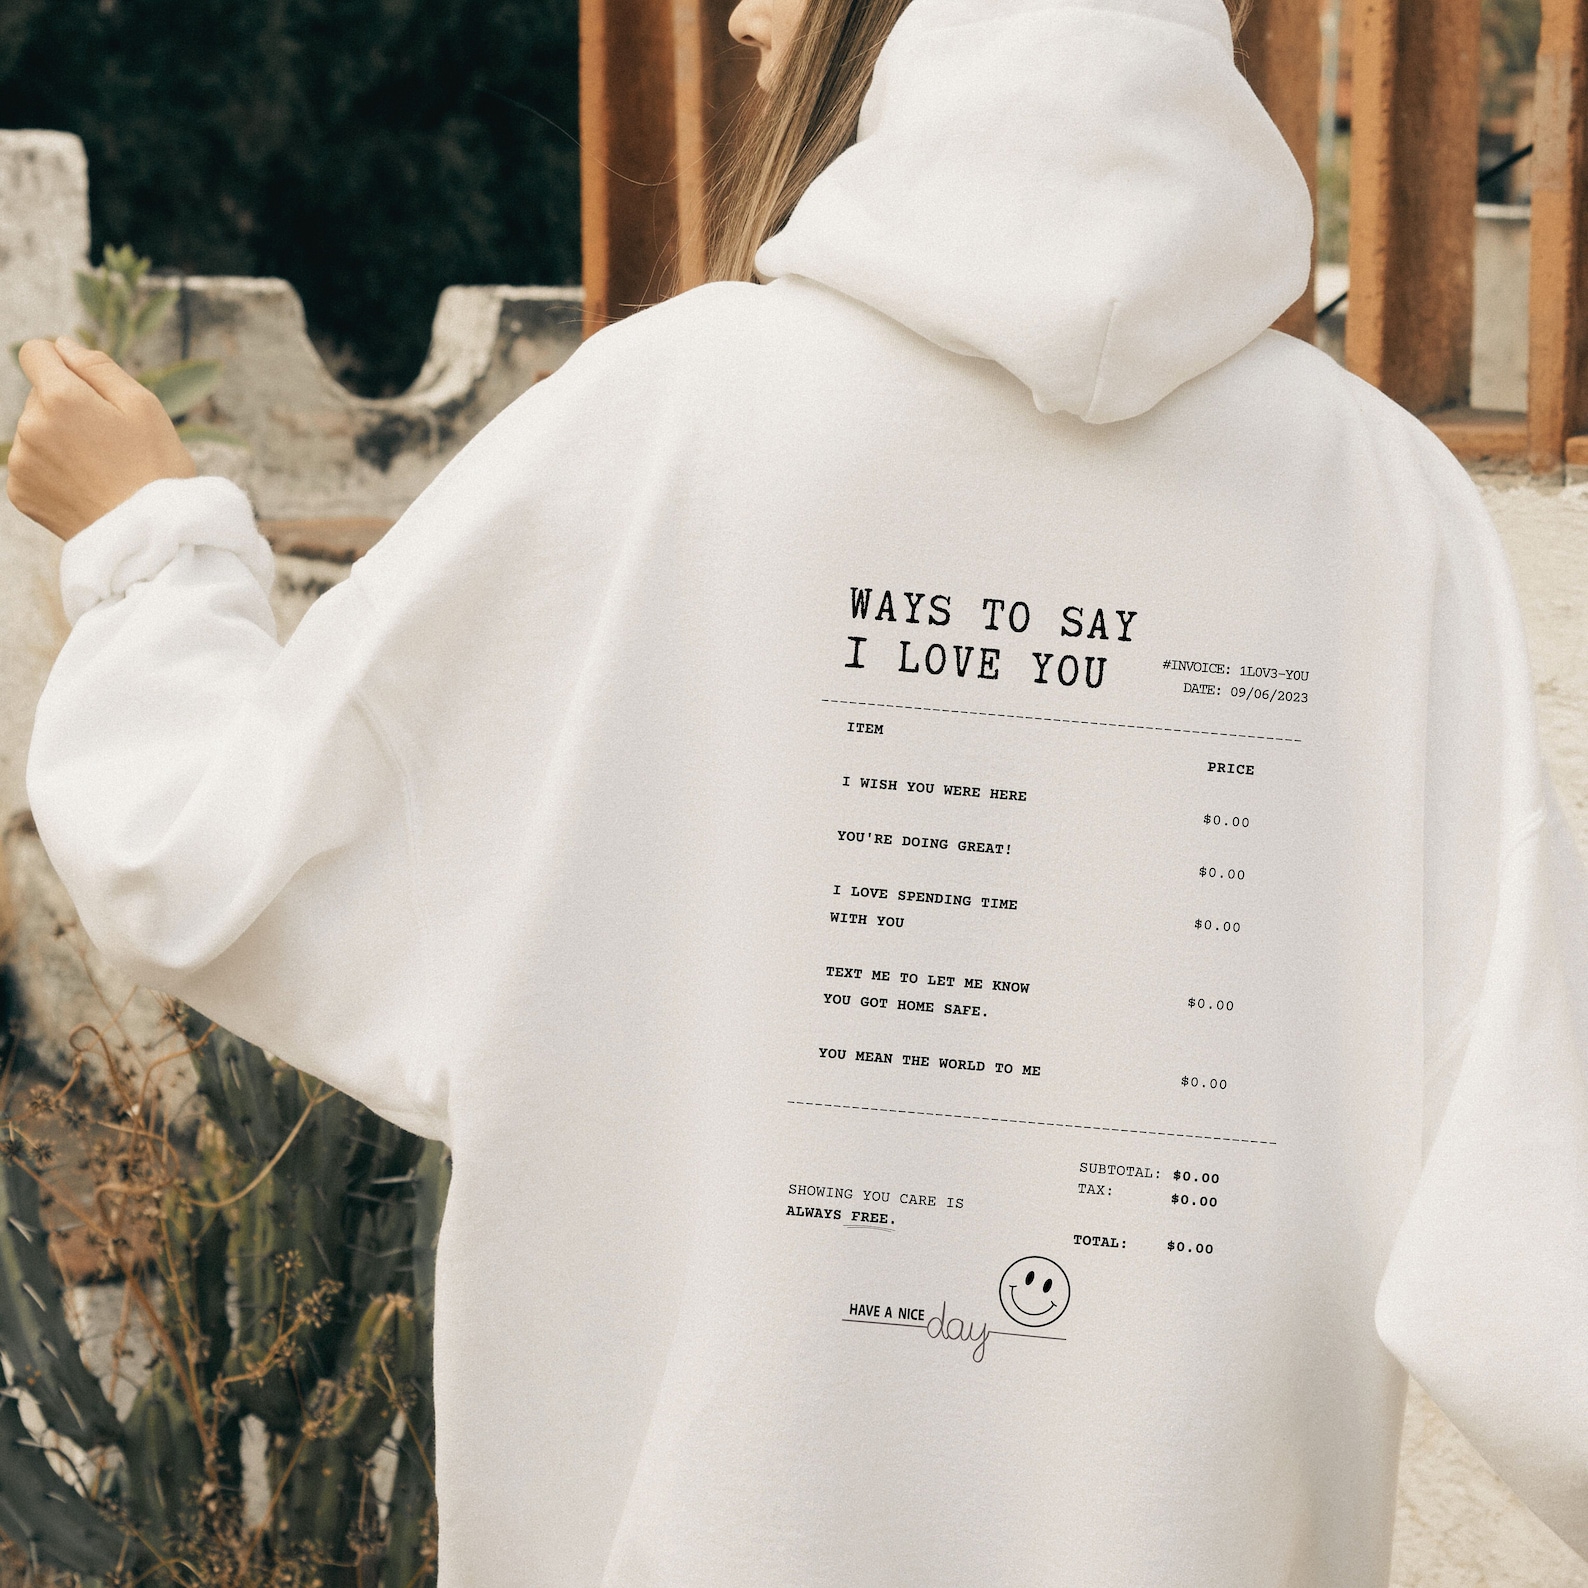 WAYS TO SAY
I LOVE YOU
#INVOICE: 1L0V3-Y0U
DATE: 09/06/2023
ITEM
PRICE
I WISH YOU WERE HERE
$0.00
YOU'RE DOING GREAT!
$0.00
I LOVE SPENDING TIME
WITH YOU
$0.00
TEXT ME TO LET ME KNOW
YOU GOT HOME SAFE.
$0.00
YOU MEAN THE WORLD TO ME
$0.00
SUBTOTAL: $0.00
TAX: $0.00
SHOWING YOU CARE IS
ALWAYS FREE.
TOTAL: $0.00
HAVE A NICE day